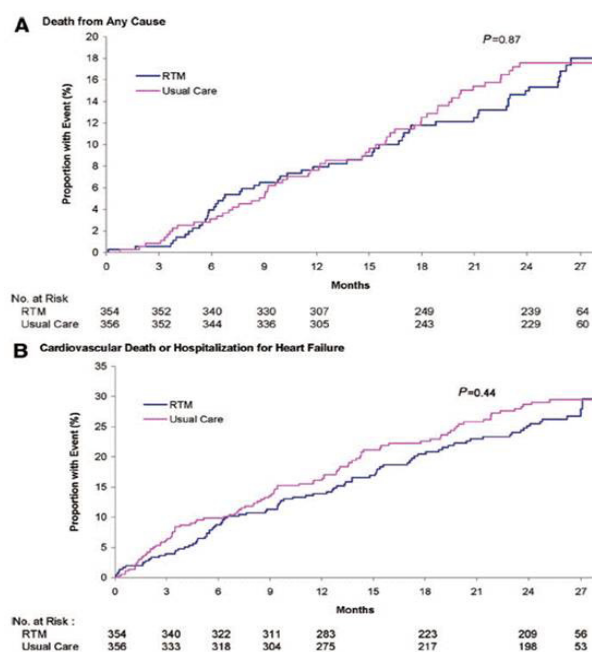 A Death from Any Cause
20
18
16
14
12
10
8
6
4
2
0
Proportion with Event (%)
RTM
Usual Care
P=0.87
0 3 6 9 12 15 18 21 24 27
Months
No. at Risk
RTM 354 352 340 330 307 249 239 64
Usual Care 356 352 344 336 305 243 229 60
B Cardiovascular Death or Hospitalization for Heart Failure
35
30
25
20
15
10
5
0
Proportion with Event (%)
RTM
Usual Care
P=0.44
0 3 6 9 12 15 18 21 24 27
Months
No. at Risk :
RTM 354 340 322 311 283 223 209 56
Usual Care 356 333 318 304 275 217 198 53